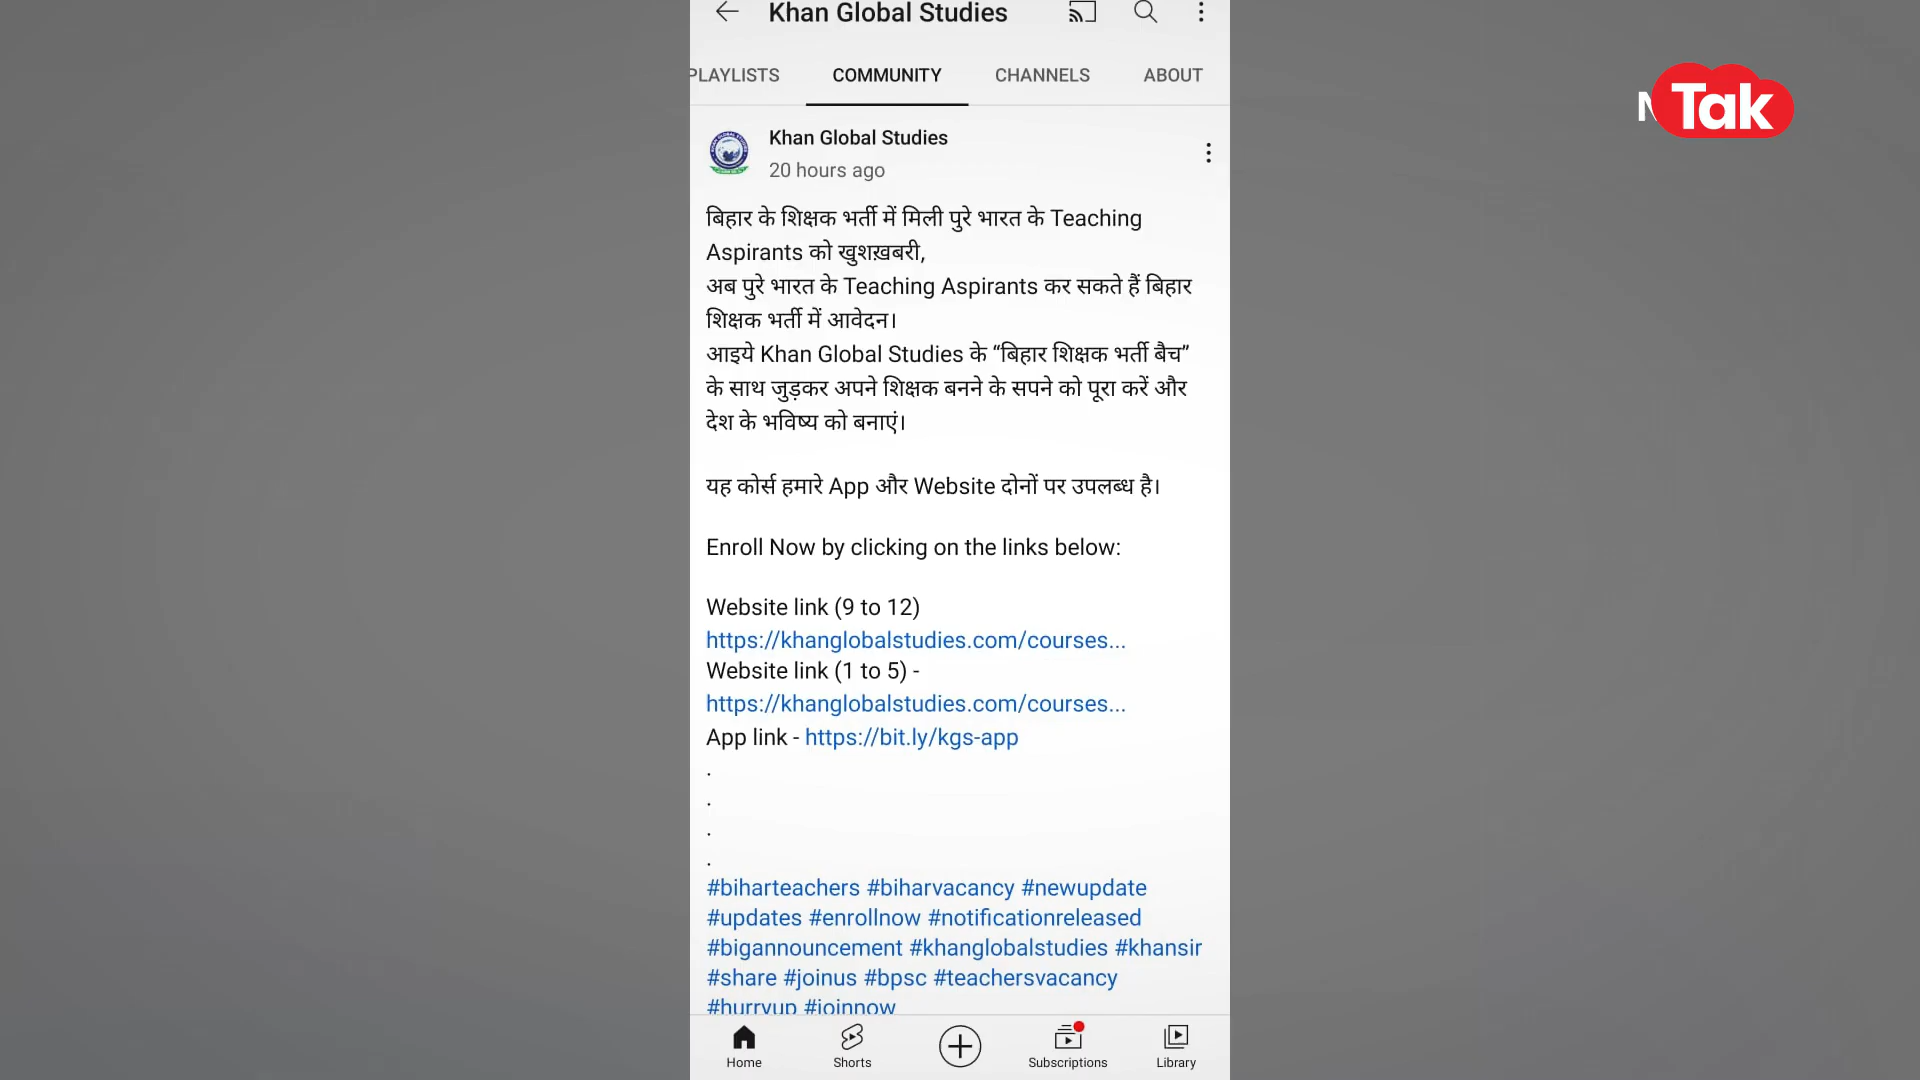 Khan Global Studies
PLAYLISTS COMMUNITY CHANNELS ABOUT
Tak
Khan Global Studies
20 hours ago
बिहार के शिक्षक भर्ती में मिली पुरे भारत के Teaching
Aspirants को खुशख़बरी,
अब पुरे भारत के Teaching Aspirants कर सकते हैं बिहार
शिक्षक भर्ती में आवेदन।
आइये Khan Global Studies के “बिहार शिक्षक भर्ती बैच”
के साथ जुड़कर अपने शिक्षक बनने के सपने को पूरा करें और
देश के भविष्य को बनाएं।
यह कोर्स हमारे App और Website दोनों पर उपलब्ध है।
Enroll Now by clicking on the links below:
Website link (9 to 12)
https://khanglobalstudies.com/courses...
Website link (1 to 5) -
https://khanglobalstudies.com/courses...
App link - https://bit.ly/kgs-app
.
.
.
.
#biharteachers #biharvacancy #newupdate
#updates #enrollnow #notificationreleased
#bigannouncement #khanglobalstudies #khansir
#share #joinus #bpsc #teachersvacancy
#hurryup #joinnow
Home Shorts Subscriptions Library